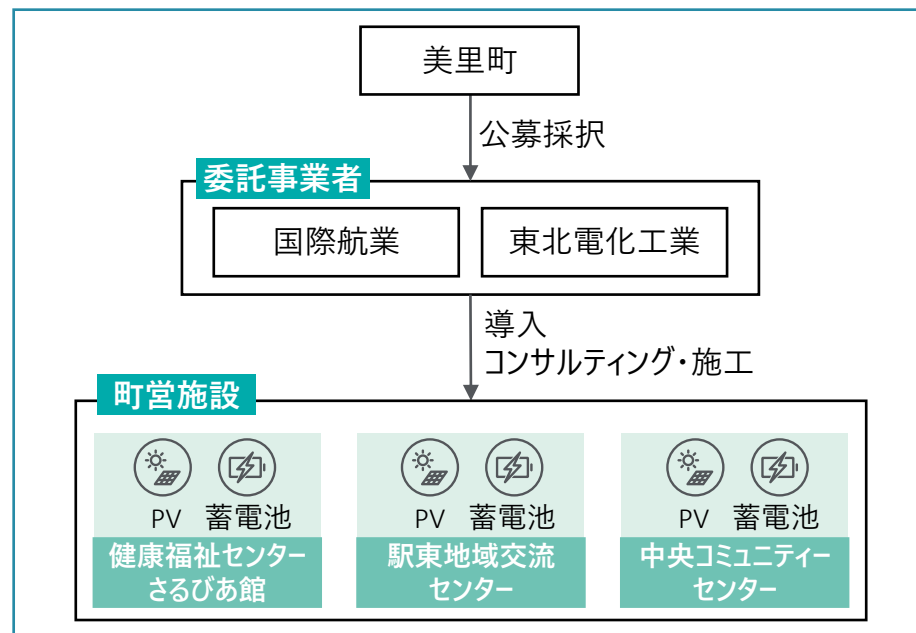 美里町
公募採択
委託事業者
国際航業
東北電化工業
導入
コンサルティング・施工
町営施設
PV 蓄電池
健康福祉センター
さるびあ館
PV 蓄電池
駅東地域交流
センター
PV 蓄電池
中央コミュニティー
センター